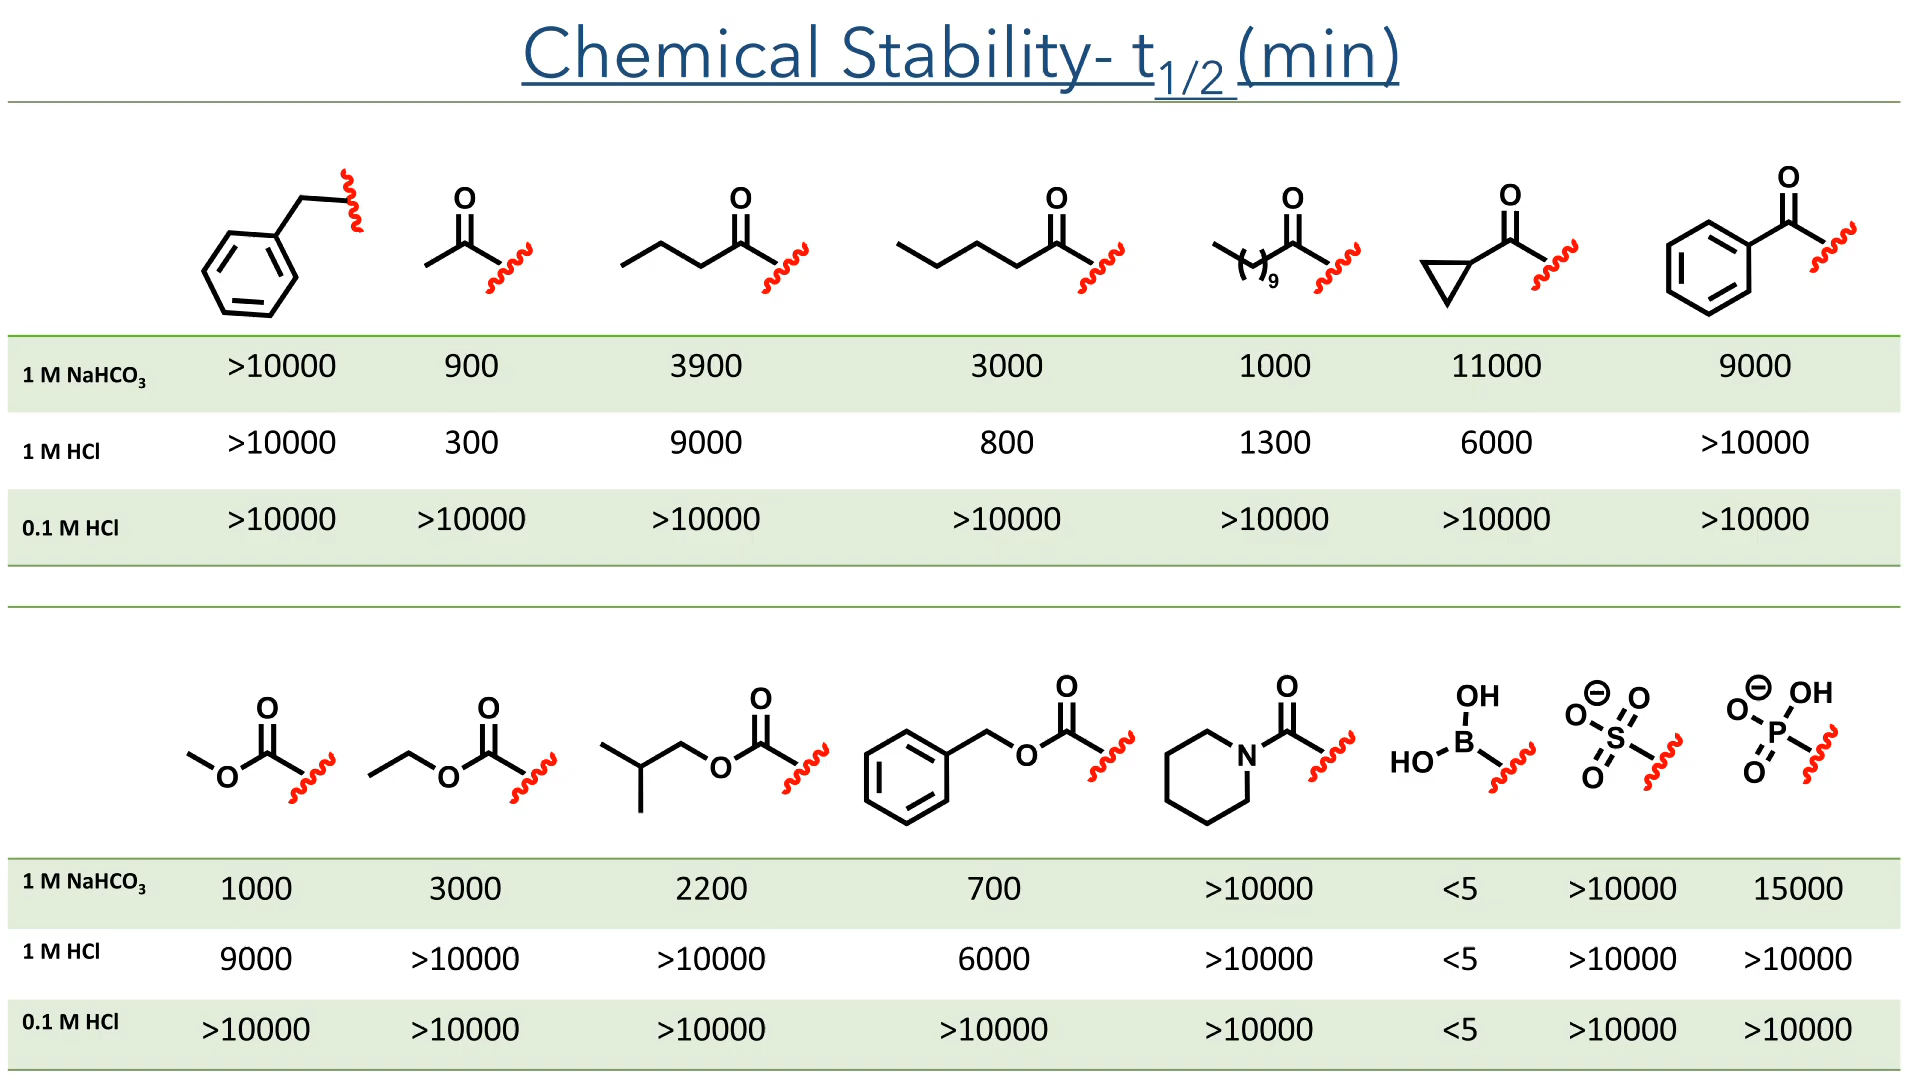 Chemical Stability- t1/2 (min)
O O O O O O
( )9
1 M NaHCO3 >10000 900 3900 3000 1000 11000 9000
1 M HCl >10000 300 9000 800 1300 6000 >10000
0.1 M HCl >10000 >10000 >10000 >10000 >10000 >10000 >10000
O O O O O OH ⊖ O ⊖ OH
O O O O N B HO O S O O P O
1 M NaHCO3 1000 3000 2200 700 >10000 <5 >10000 15000
1 M HCl 9000 >10000 >10000 6000 >10000 <5 >10000 >10000
0.1 M HCl >10000 >10000 >10000 >10000 >10000 <5 >10000 >10000